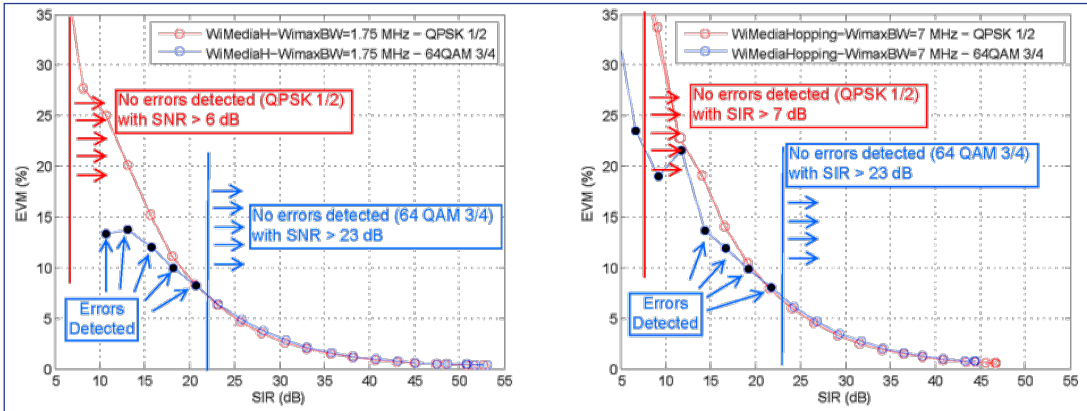 WiMediaH-WimaxBW=1.75 MHz - QPSK 1/2
WiMediaH-WimaxBW=1.75 MHz - 64QAM 3/4
No errors detected (QPSK 1/2)
with SNR > 6 dB
No errors detected (64 QAM 3/4)
with SNR > 23 dB
Errors
Detected
EVM (%)
35
30
25
20
15
10
5
0
5 10 15 20 25 30 35 40 45 50 55
SIR (dB)
WiMediaHopping-WimaxBW=7 MHz - QPSK 1/2
WiMediaHopping-WimaxBW=7 MHz - 64QAM 3/4
No errors detected (QPSK 1/2)
with SIR > 7 dB
No errors detected (64 QAM 3/4)
with SIR > 23 dB
Errors
Detected
EVM (%)
35
30
25
20
15
10
5
0
5 10 15 20 25 30 35 40 45 50 55
SIR (dB)